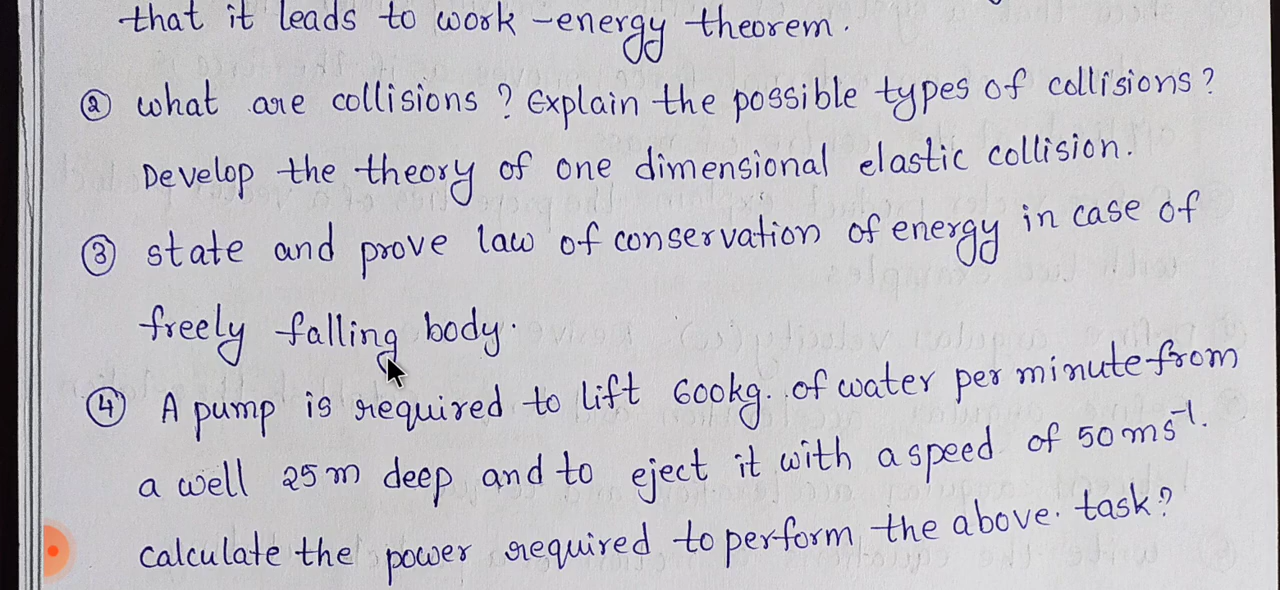 that it leads to work-energy theorem.
② what are collisions? Explain the possible types of collisions?
Develop the theory of one dimensional elastic collision.
③ state and prove law of conservation of energy in case of
freely falling body.
④ A pump is required to lift 600kg. of water per minute from
a well 25m deep and to eject it with a speed of 50ms⁻¹.
calculate the power required to perform the above. task?